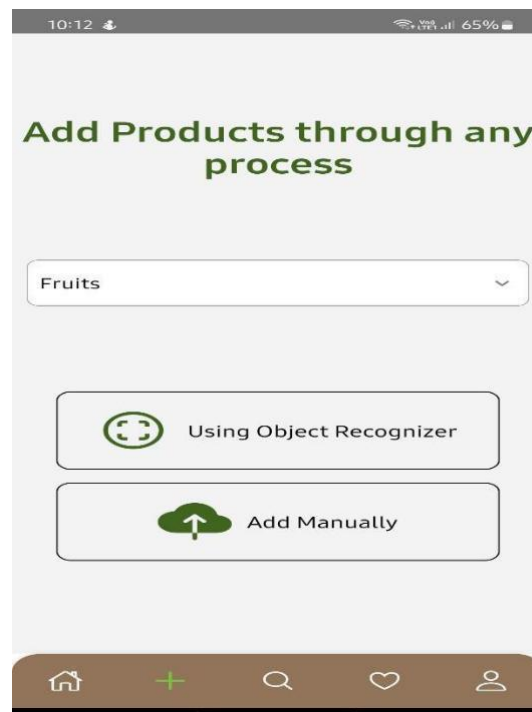 10:12 65%
Add Products through any
process
Fruits
Using Object Recognizer
Add Manually